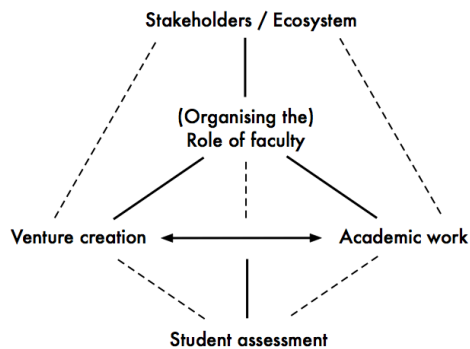 Stakeholders / Ecosystem
(Organising the)
Role of faculty
Venture creation
Academic work
Student assessment